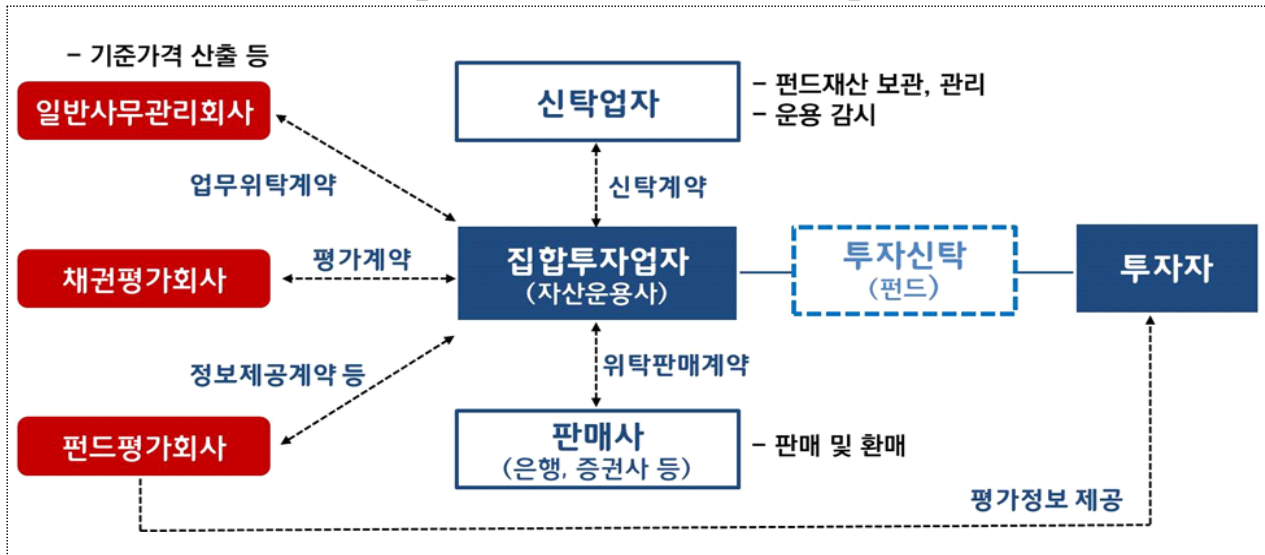 - 기준가격 산출 등
일반사무관리회사
신탁업자
- 펀드재산 보관, 관리
- 운용 감시
업무위탁계약
신탁계약
채권평가회사
평가계약
집합투자업자
(자산운용사)
투자신탁
(펀드)
투자자
정보제공계약 등
위탁판매계약
펀드평가회사
판매사
(은행, 증권사 등)
- 판매 및 환매
평가정보 제공